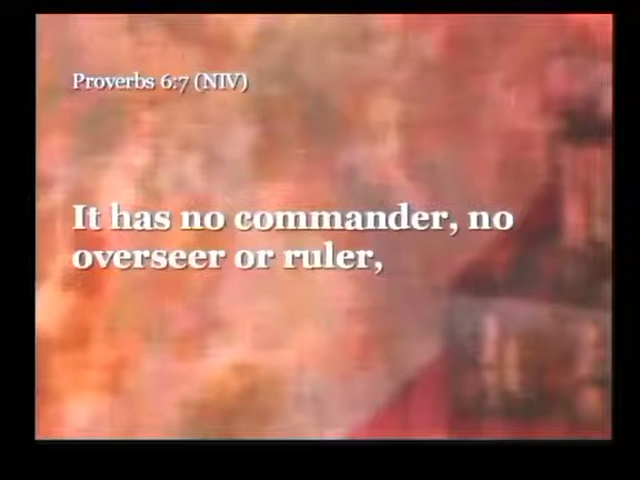 Proverbs 6:7 (NIV)
It has no commander, no
overseer or ruler,